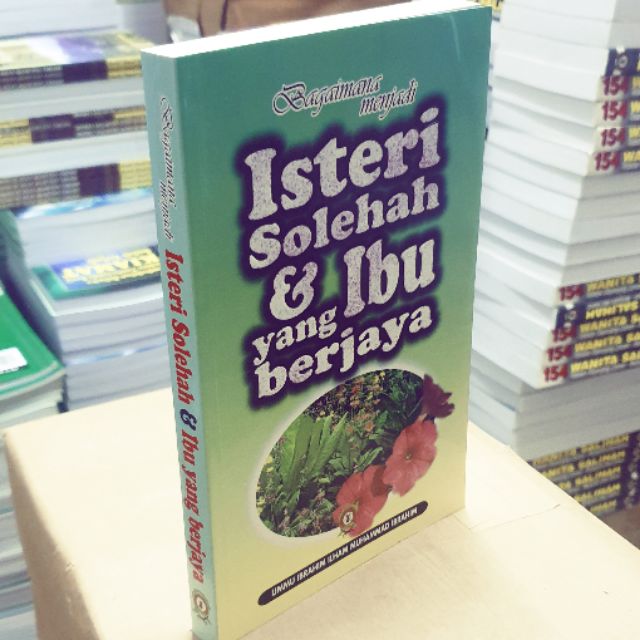 Bagaimana
menjadi
Isteri
Solehah
& Ibu
yang
berjaya
UMMU IBRAHIM ILHAM MUHAMMAD IBRAHIM
Bagaimana
menjadi
Isteri Solehah & Ibu yang berjaya
154
154
154
154
154 WANITA
WANITA
154 WANITA
154 WANITA